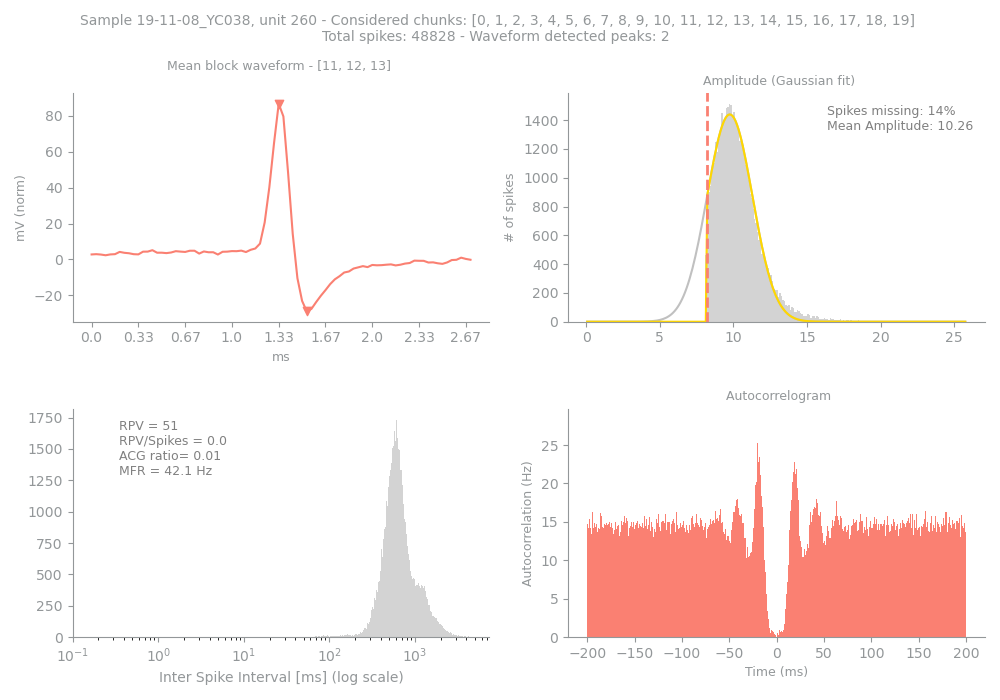 Sample 19-11-08_YC038, unit 260 - Considered chunks: [0, 1, 2, 3, 4, 5, 6, 7, 8, 9, 10, 11, 12, 13, 14, 15, 16, 17, 18, 19]
Total spikes: 48828 - Waveform detected peaks: 2
Mean block waveform - [11, 12, 13]
80
60
40
20
0
−20
mV (norm)
0.0 0.33 0.67 1.0 1.33 1.67 2.0 2.33 2.67
ms
Amplitude (Gaussian fit)
Spikes missing: 14%
Mean Amplitude: 10.26
1400
1200
1000
800
600
400
200
0
# of spikes
0 5 10 15 20 25
1750
1500
1250
1000
750
500
250
0
RPV = 51
RPV/Spikes = 0.0
ACG ratio= 0.01
MFR = 42.1 Hz
10⁻¹ 10⁰ 10¹ 10² 10³
Inter Spike Interval [ms] (log scale)
Autocorrelogram
25
20
15
10
5
0
Autocorrelation (Hz)
−200 −150 −100 −50 0 50 100 150 200
Time (ms)